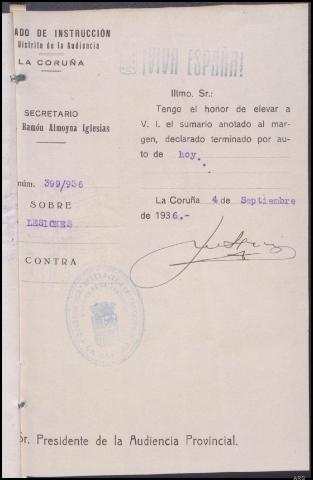 ADO DE INSTRUCCIÓN
Distrito de la Audiencia
LA CORUÑA
SECRETARIO
Ramón Almoyna Iglesias
núm. 399/936
SOBRE
LESIONES
CONTRA
¡VIVA ESPAÑA!
Iltmo. Sr.:
Tengo el honor de elevar a
V. I. el sumario anotado al mar-
gen, declarado terminado por au-
to de hoy.
La Coruña 4 de Septiembre
de 1936.-
Sr. Presidente de la Audiencia Provincial.